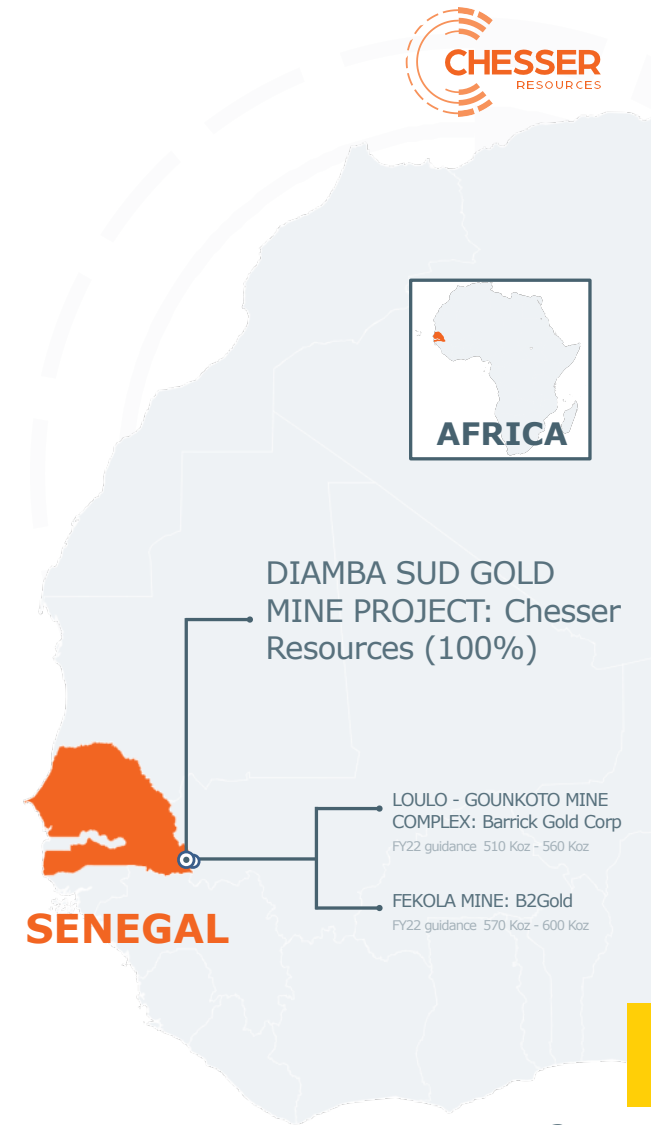 CHESSER
RESOURCES
AFRICA
DIAMBA SUD GOLD
MINE PROJECT: Chesser
Resources (100%)
LOULO - GOUNKOTO MINE
COMPLEX: Barrick Gold Corp
FY22 guidance 510 Koz - 560 Koz
FEKOLA MINE: B2Gold
FY22 guidance 570 Koz - 600 Koz
SENEGAL